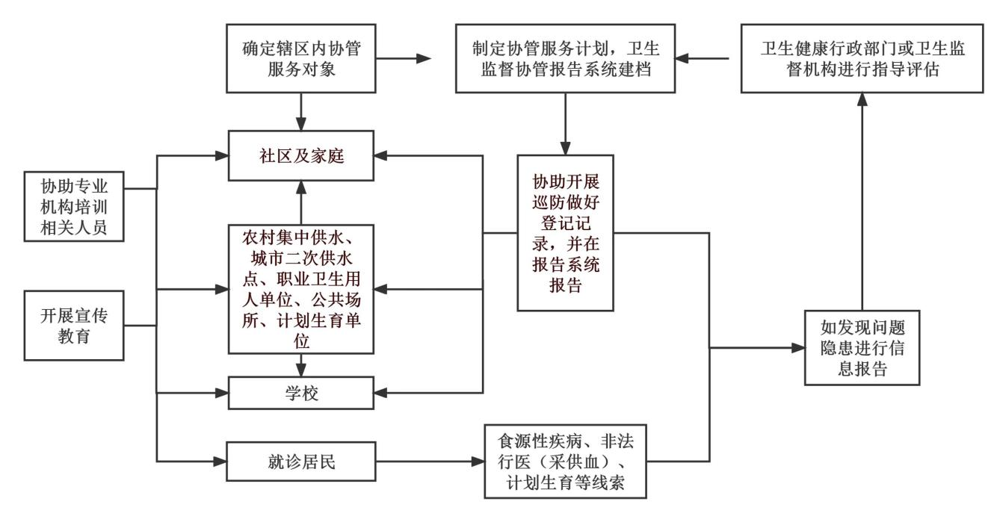 确定辖区内协管
服务对象
制定协管服务计划，卫生
监督协管报告系统建档
卫生健康行政部门或卫生监
督机构进行指导评估
社区及家庭
协助专业
机构培训
相关人员
农村集中供水、
城市二次供水
点、职业卫生用
人单位、公共场
所、计划生育单
位
协助开展
巡防做好
登记记
录，并在
报告系统
报告
开展宣传
教育
如发现问题
隐患进行信
息报告
学校
就诊居民
食源性疾病、非法
行医（采供血）、
计划生育等线索